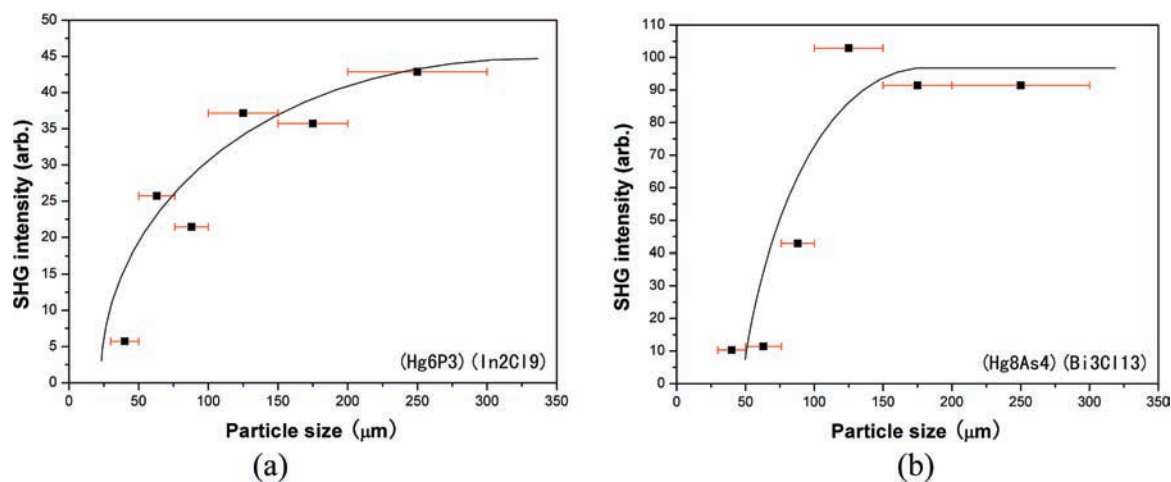 50
45
40
35
30
25
20
15
10
5
0
SHG intensity (arb.)
(Hg6P3) (In2Cl9)
0 50 100 150 200 250 300 350
Particle size (μm)
(a)
110
100
90
80
70
60
50
40
30
20
10
0
SHG intensity (arb.)
(Hg8As4) (Bi3Cl13)
0 50 100 150 200 250 300 350
Particle size (μm)
(b)